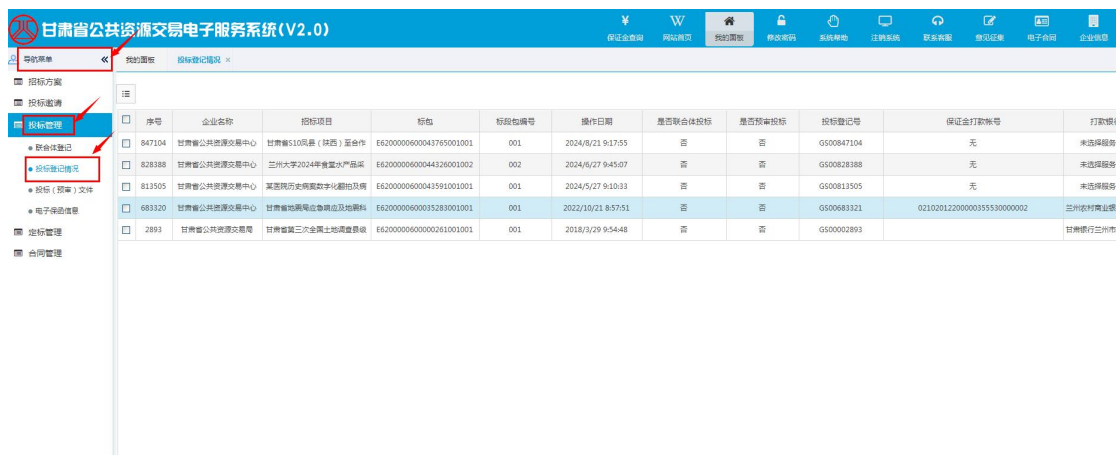 甘肃省公共资源交易电子服务系统(V2.0)
保证金查询 网站首页 我的面板 修改密码 系统帮助 注销系统 联系客服 意见征集 电子合同 企业信息
导航菜单
我的面板 投标登记情况 ×
招标方案
投标邀请
投标管理
联合体登记
投标登记情况
投标（预审）文件
电子保函信息
定标管理
合同管理
序号 企业名称 招标项目 标包 标段包编号 操作日期 是否联合体投标 是否预审投标 投标登记号 保证金打款帐号 打款银
847104 甘肃省公共资源交易中心 甘肃省S10凤县（陕西）至合作 E6200000600043765001001 001 2024/8/21 9:17:55 否 否 GS00847104 无 未选择服务
828388 甘肃省公共资源交易中心 兰州大学2024年食堂水产品采 E6200000600044326001002 002 2024/6/27 9:45:07 否 否 GS00828388 无 未选择服务
813505 甘肃省公共资源交易中心 某医院历史病案数字化翻拍及病 E6200000600043591001001 001 2024/5/27 9:10:33 否 否 GS00813505 无 未选择服务
683320 甘肃省公共资源交易中心 甘肃省地震局应急响应及地震科 E6200000600035283001001 001 2022/10/21 8:57:51 否 否 GS00683321 02102012200000355530000002 兰州农村商业银
2893 甘肃省公共资源交易局 甘肃省第三次全国土地调查县级 E6200000600000261001001 001 2018/3/29 9:54:48 否 否 GS00002893 甘肃银行兰州市